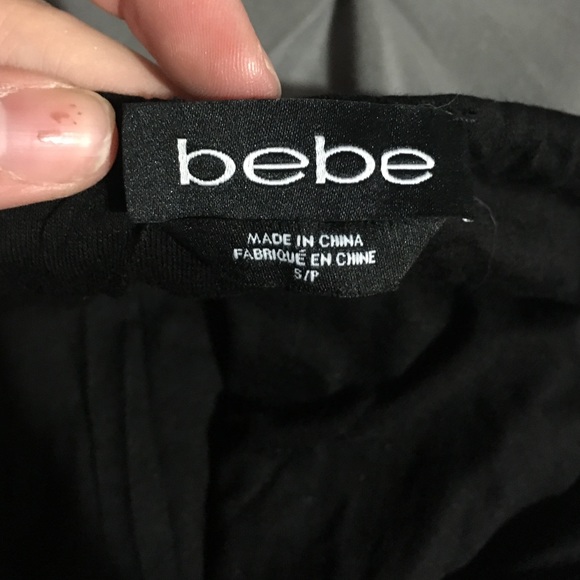 bebe
MADE IN CHINA
FABRIQUÉ EN CHINE
S/P